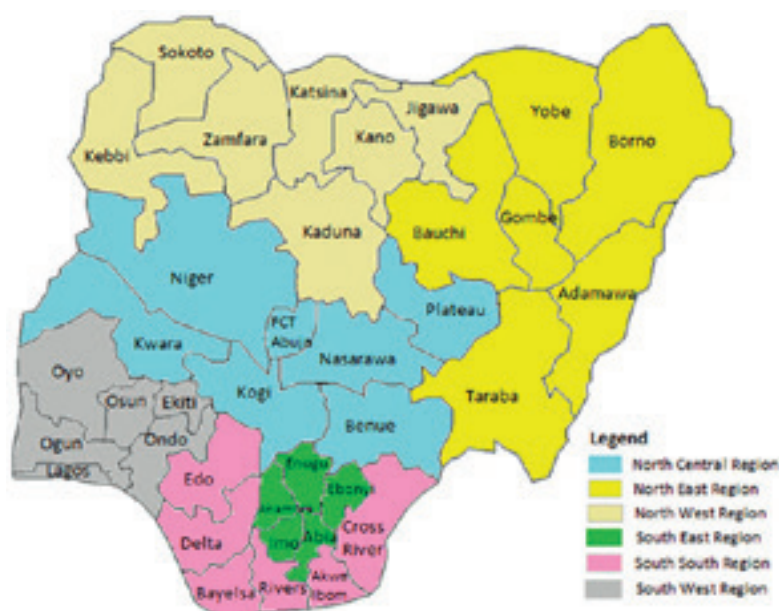 Sokoto
Katsina
Jigawa
Yobe
Borno
Zamfara
Kano
Kebbi
Kaduna
Bauchi
Gombe
Niger
Adamawa
Plateau
FCT
Abuja
Kwara
Nasarawa
Oyo
Kogi
Taraba
Osun
Ekiti
Benue
Ogun
Ondo
Lagos
Edo
Enugu
Ebonyi
Anambra
Delta
Imo
Abia
Cross
River
Bayelsa
Rivers
Akwa
Ibom
Legend
North Central Region
North East Region
North West Region
South East Region
South South Region
South West Region